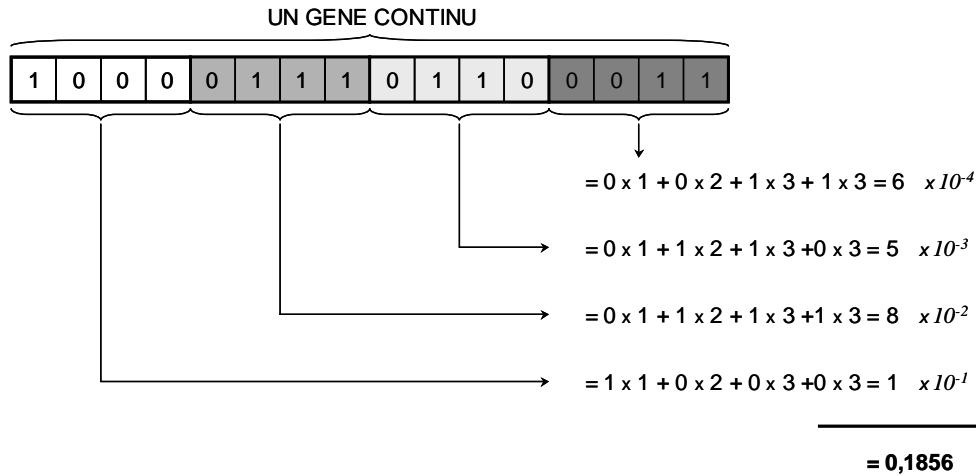 UN GENE CONTINU
1 0 0 0 0 1 1 1 0 1 1 0 0 0 1 1
= 0 x 1 + 0 x 2 + 1 x 3 + 1 x 3 = 6 x 10⁻⁴
= 0 x 1 + 1 x 2 + 1 x 3 +0 x 3 = 5 x 10⁻³
= 0 x 1 + 1 x 2 + 1 x 3 +1 x 3 = 8 x 10⁻²
= 1 x 1 + 0 x 2 + 0 x 3 +0 x 3 = 1 x 10⁻¹
= 0,1856